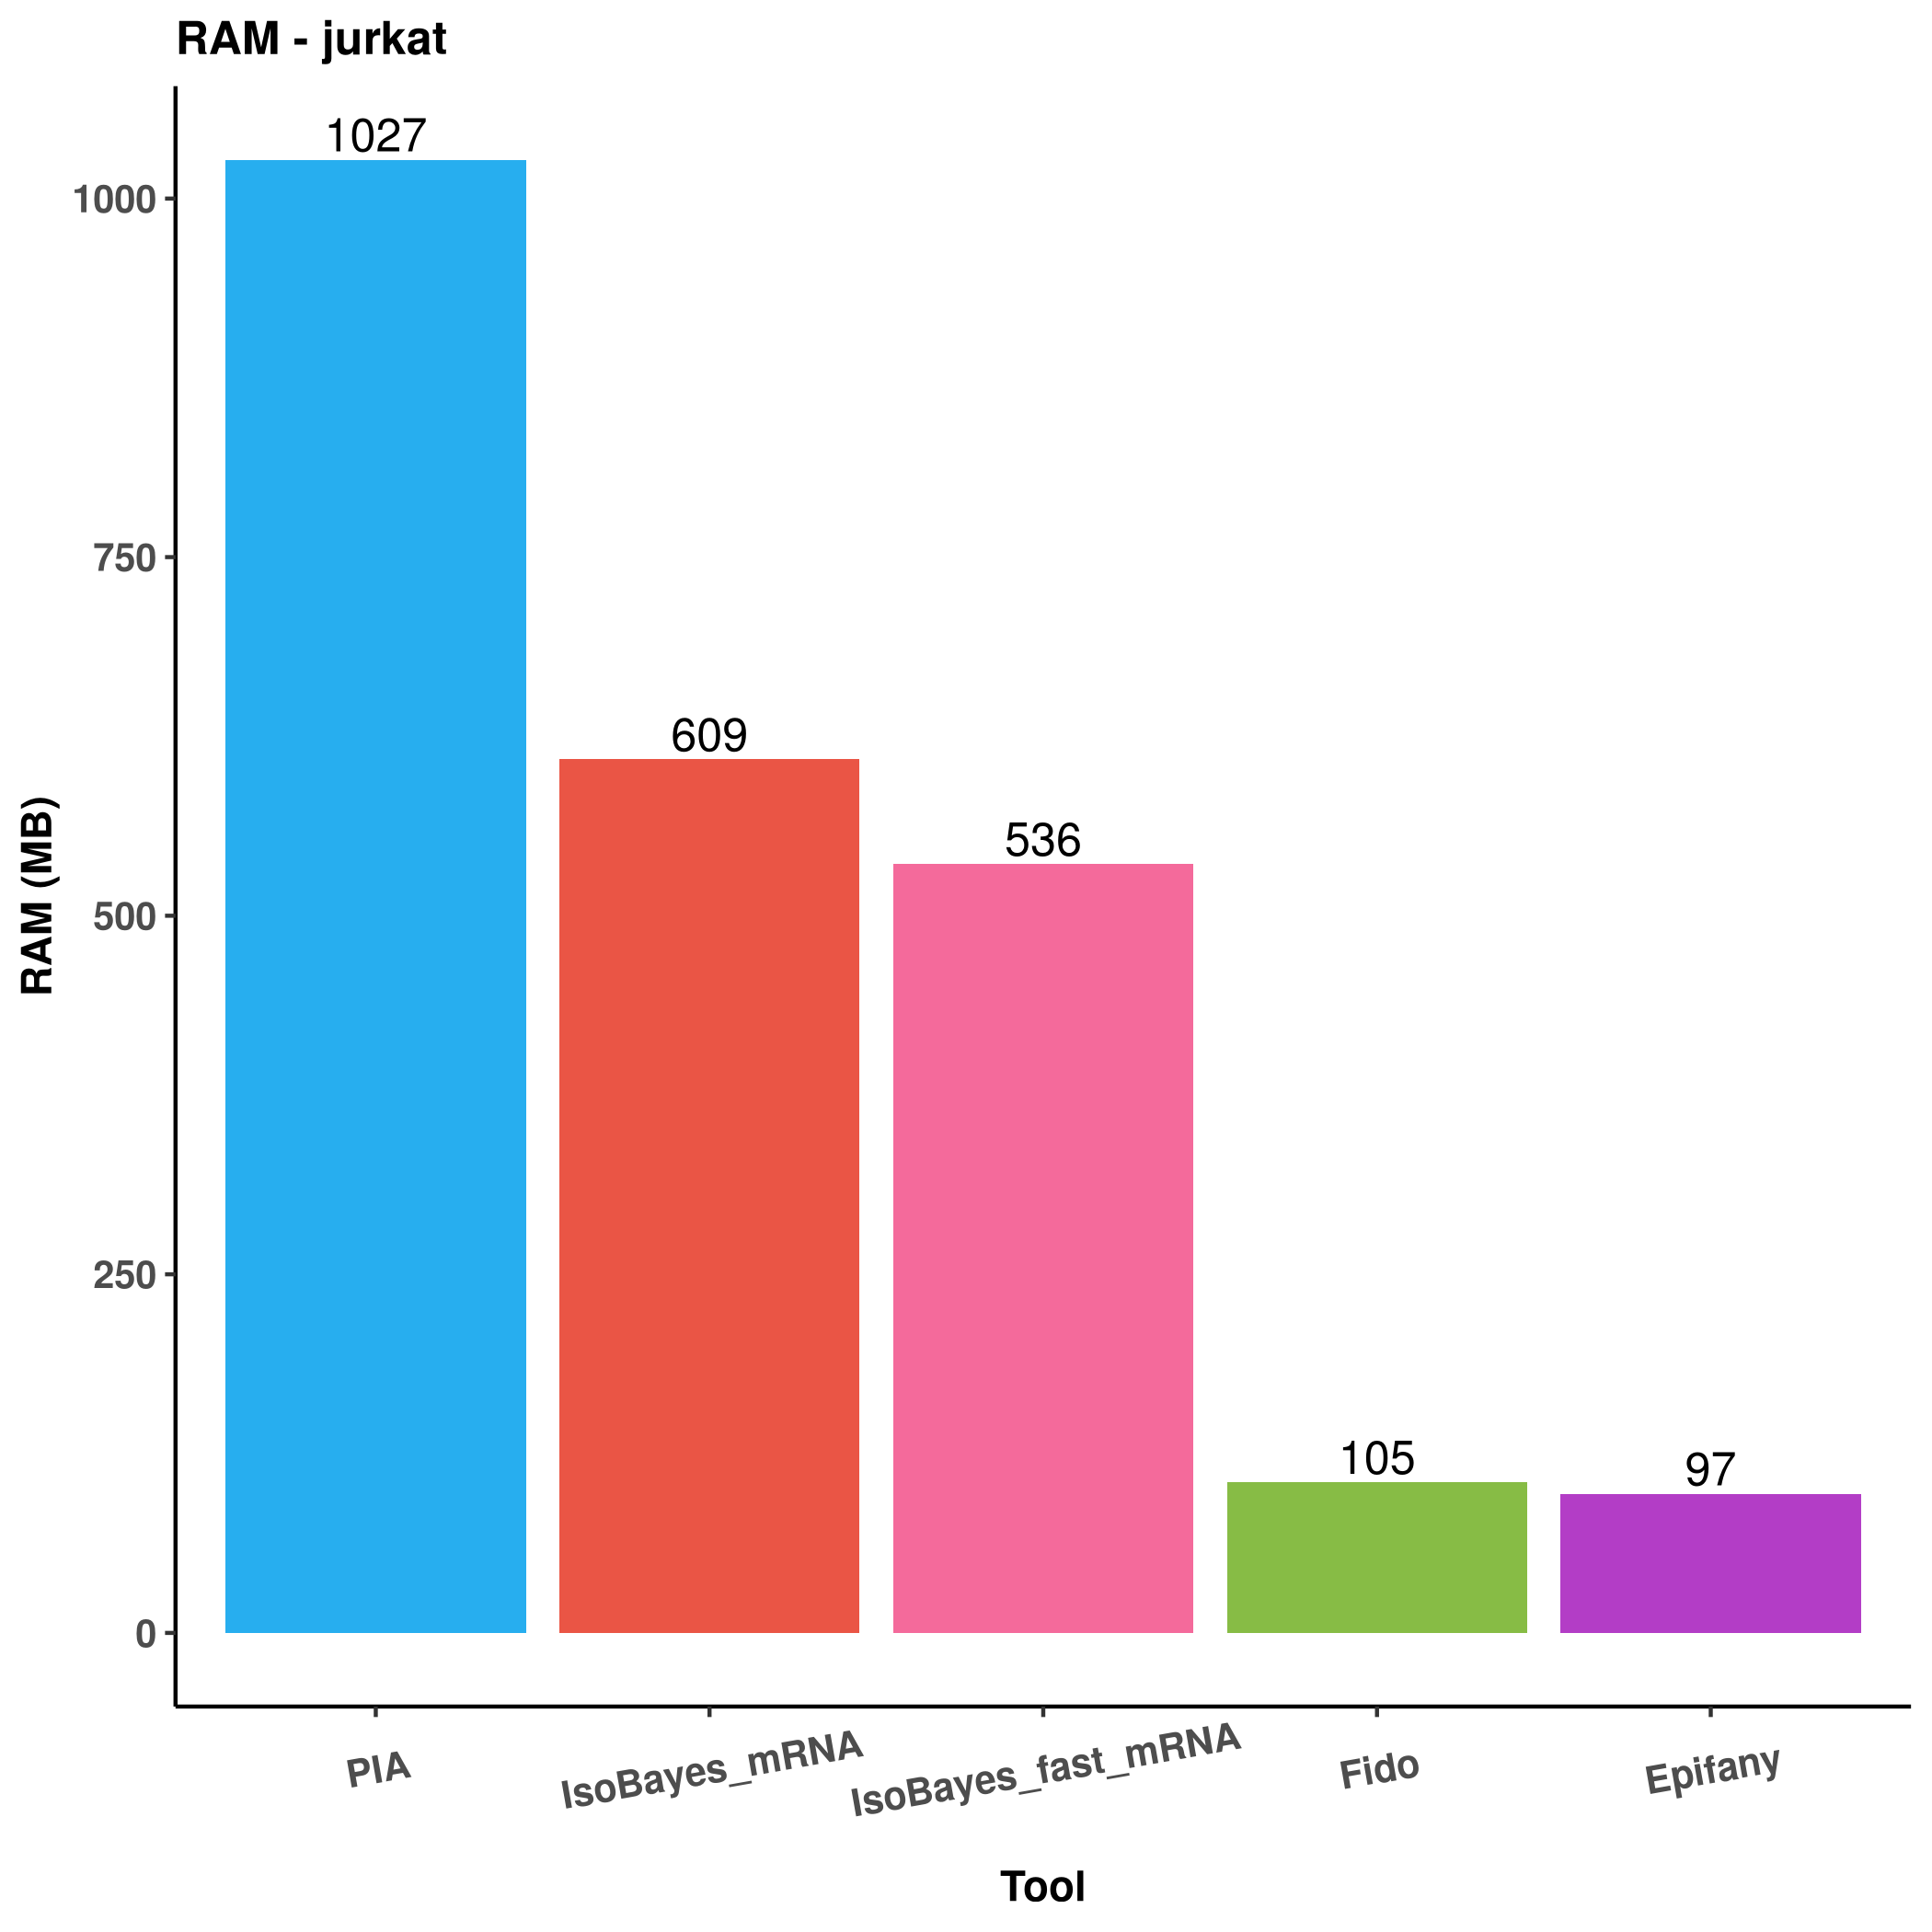 RAM - jurkat
1027
1000
750
609
536
500
250
105
97
0
RAM (MB)
PIA
IsoBayes_mRNA
IsoBayes_fast_mRNA
Fido
Epifany
Tool